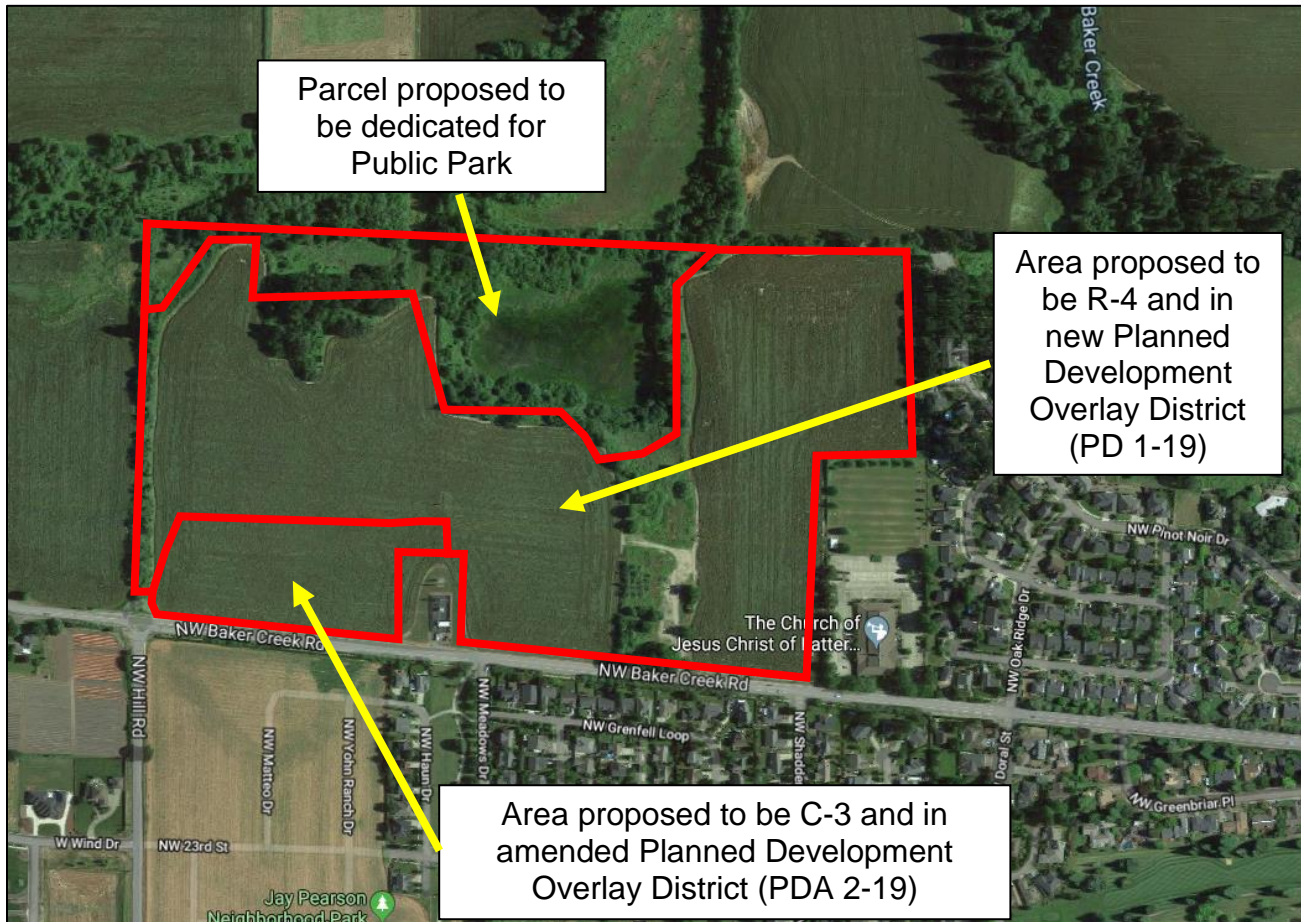 Baker Creek
Parcel proposed to
be dedicated for
Public Park
Area proposed to
be R-4 and in
new Planned
Development
Overlay District
(PD 1-19)
NW Pinot Noir Dr
The Church of
Jesus Christ of Latter...
NW Oak Ridge Dr
NW Baker Creek Rd
NW Baker Creek Rd
NW Hill Rd
NW Matteo Dr
NW Yohn Ranch Dr
NW Haun Dr
NW Meadows Dr
NW Grenfell Loop
NW Shadden
Doral St
NW Greenbriar Pl
W Wind Dr
NW 23rd St
Area proposed to be C-3 and in
amended Planned Development
Overlay District (PDA 2-19)
Jay Pearson
Neighborhood Park